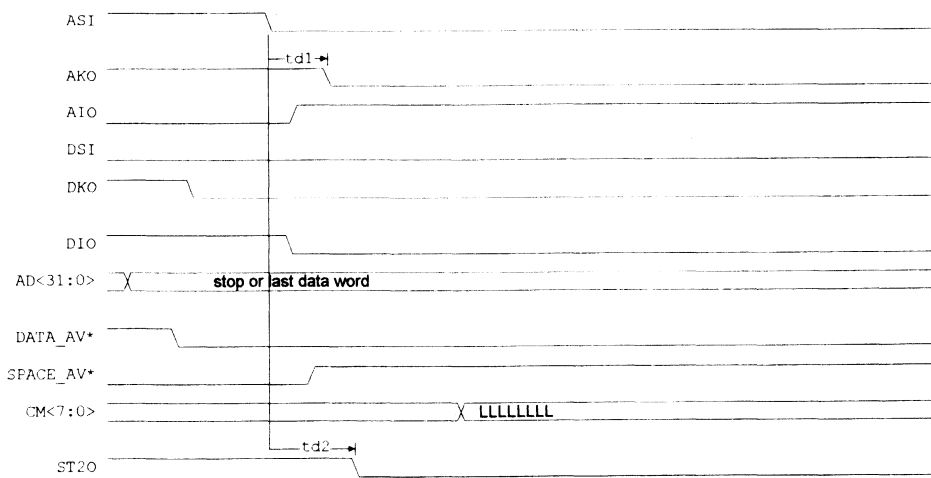 ASI
td1
AKO
AIO
DSI
DKO
DIO
AD<31:0> stop or last data word
DATA_AV*
SPACE_AV*
CM<7:0> LLLLLLLL
td2
ST2O